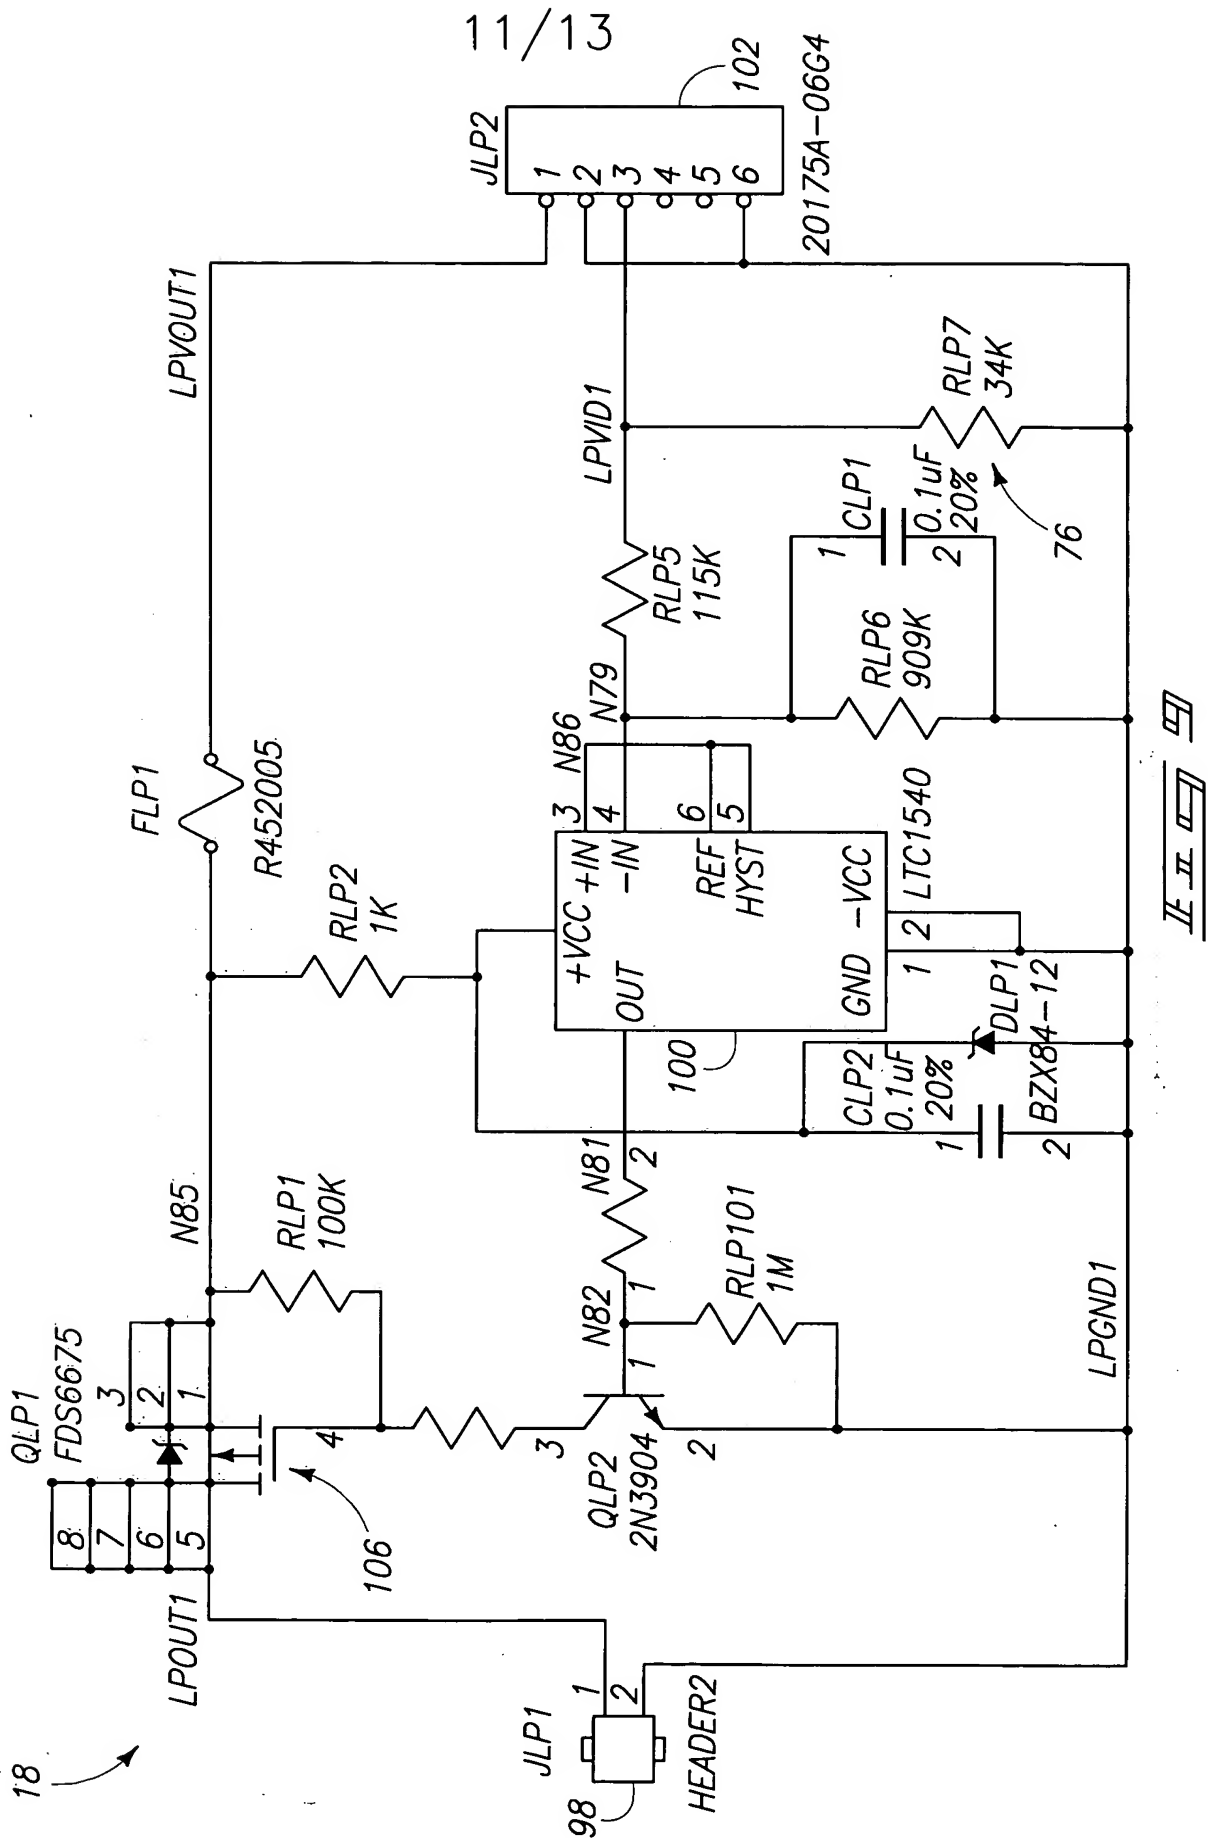 11/13
JLP2
102
1
2
3
4
5
6
20175A-06G4
LPVOUT1
FLP1
R452005
LPVID1
RLP7
34K
76
CLP1
0.1uF
20%
1
2
RLP5
115K
RLP6
909K
N79
N86
3
4
6
5
+IN
-IN
REF
HYST
+VCC
OUT
GND
-VCC
1
2
LTC1540
100
RLP2
1K
DLP1
BZX84-12
CLP2
0.1uF
20%
1
2
N85
RLP1
100K
N81
2
1
N82
RLP101
1M
QLP1
FDS6675
3
2
1
8
7
6
5
4
106
1
3
2
QLP2
2N3904
LPGND1
LPOUT1
18
JLP1
1
2
98
HEADER2
FIG 9